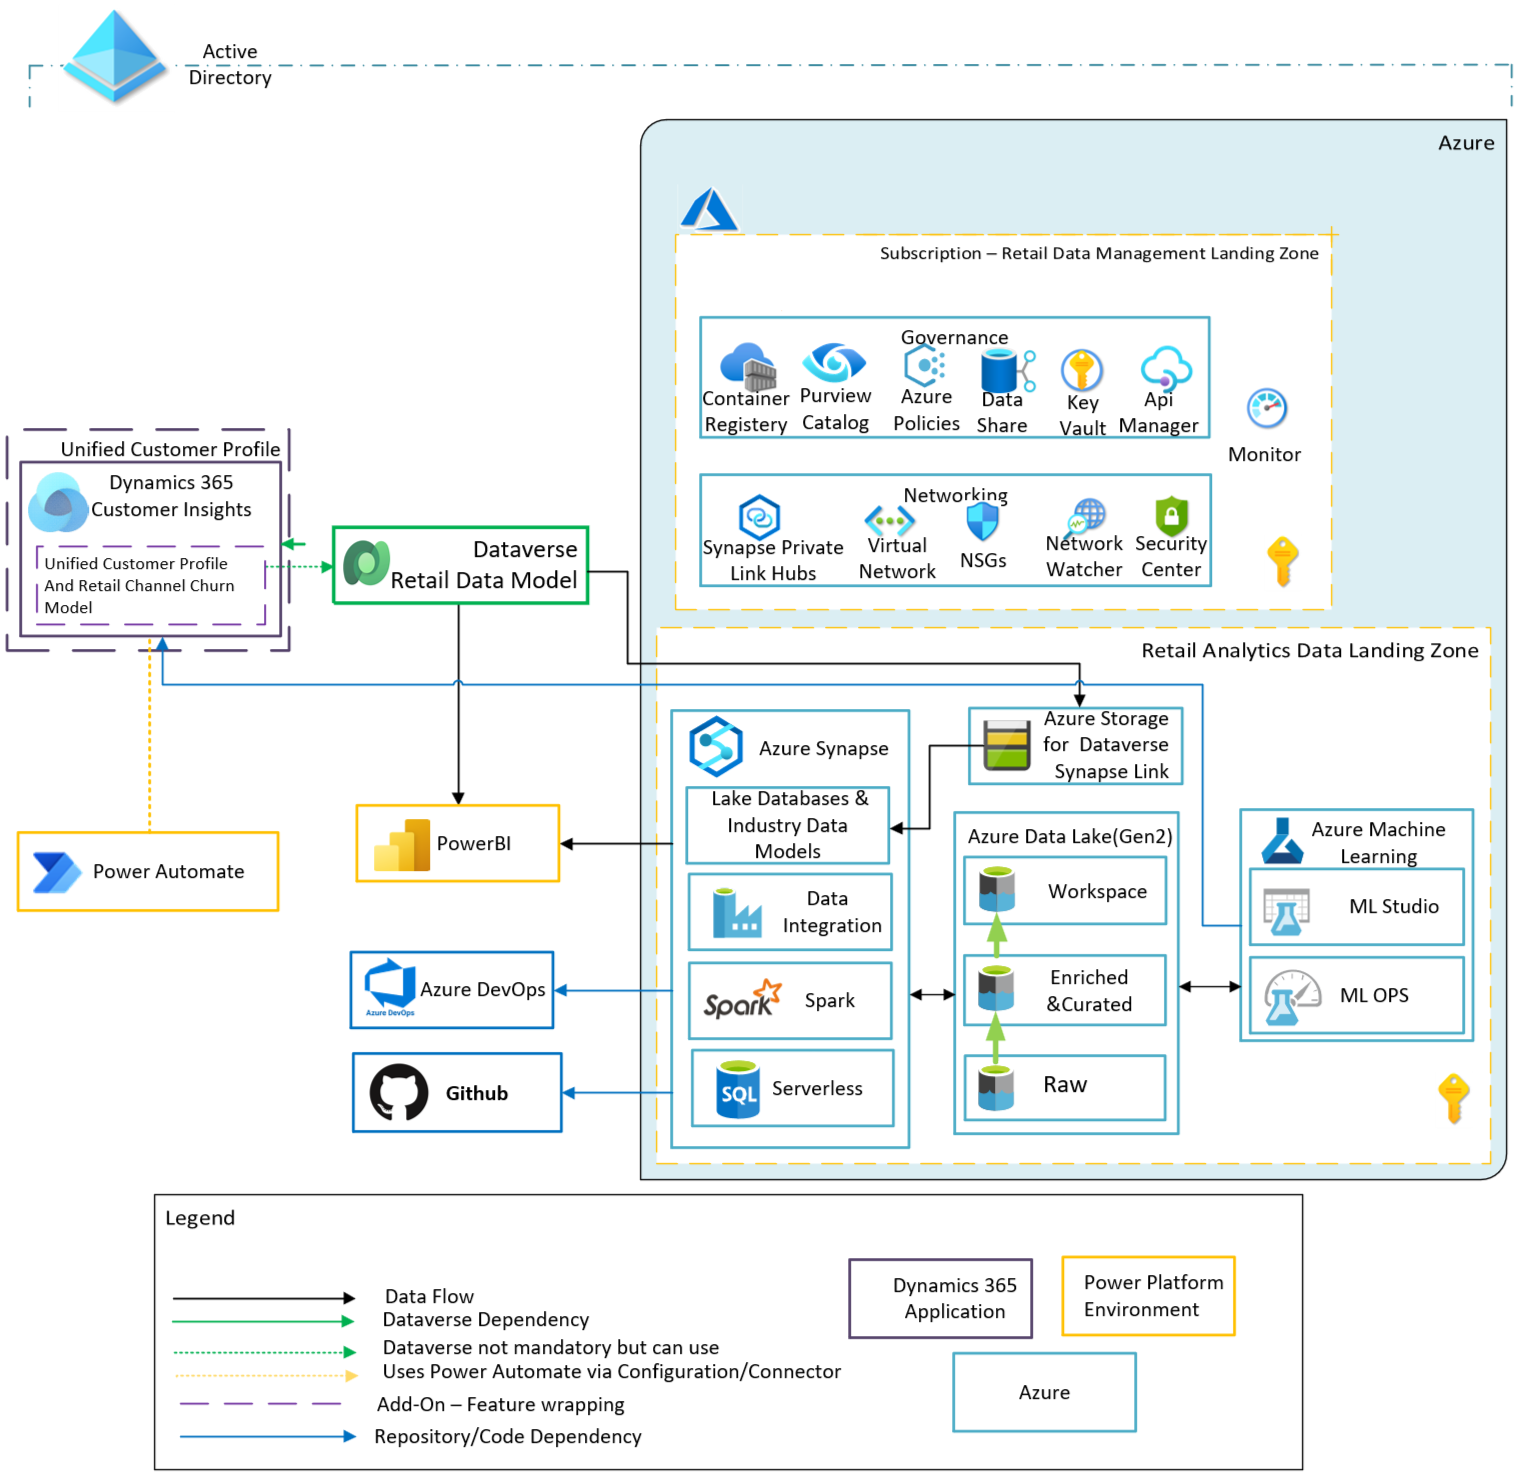 Active
Directory
Azure
Subscription – Retail Data Management Landing Zone
Governance
Container
Registery
Purview
Catalog
Azure
Policies
Data
Share
Key
Vault
Api
Manager
Monitor
Networking
Synapse Private
Link Hubs
Virtual
Network
NSGs
Network
Watcher
Security
Center
Unified Customer Profile
Dynamics 365
Customer Insights
Unified Customer Profile
And Retail Channel Churn
Model
Dataverse
Retail Data Model
Retail Analytics Data Landing Zone
Azure Synapse
Lake Databases &
Industry Data
Models
Data
Integration
Spark
Spark
SQL
Serverless
Azure Storage
for Dataverse
Synapse Link
Azure Data Lake(Gen2)
Workspace
Enriched
&Curated
Raw
Azure Machine
Learning
ML Studio
ML OPS
PowerBI
Power Automate
Azure DevOps
Azure DevOps
Github
Legend
Data Flow
Dataverse Dependency
Dataverse not mandatory but can use
Uses Power Automate via Configuration/Connector
Add-On – Feature wrapping
Repository/Code Dependency
Dynamics 365
Application
Power Platform
Environment
Azure